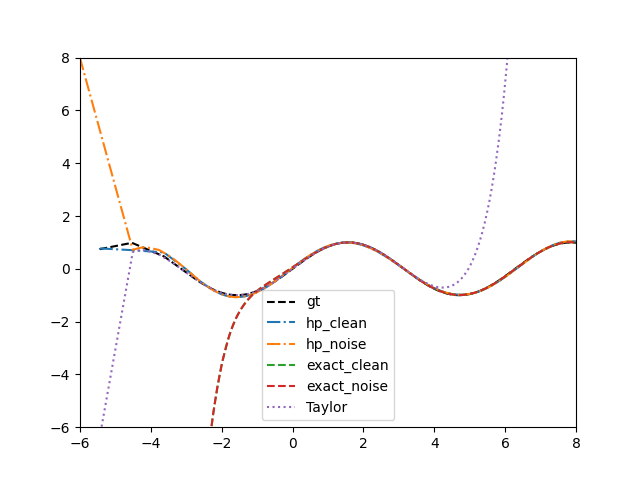 8
6
4
2
0
−2
−4
−6
−6
−4
−2
0
2
4
6
8
gt
hp_clean
hp_noise
exact_clean
exact_noise
Taylor